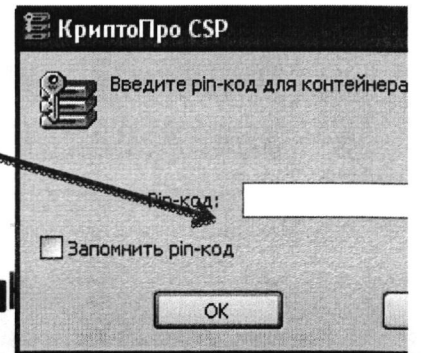 КриптоПро CSP
Введите pin-код для контейнера
Pin-код:
Запомнить pin-код
OK